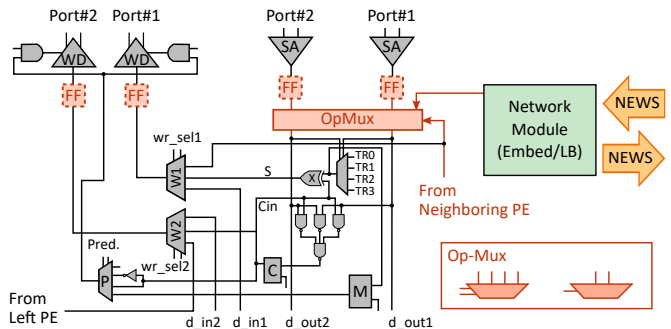 Port#2 Port#1 Port#2 Port#1
WD WD SA SA
FF FF FF FF
OpMux
Network
Module
(Embed/LB)
NEWS
NEWS
wr_sel1
W1
S
X
TR0
TR1
TR2
TR3
From
Neighboring PE
Cin
W2
wr_sel2
Pred.
P
C
M
Op-Mux
From
Left PE
d_in2 d_in1 d_out2 d_out1